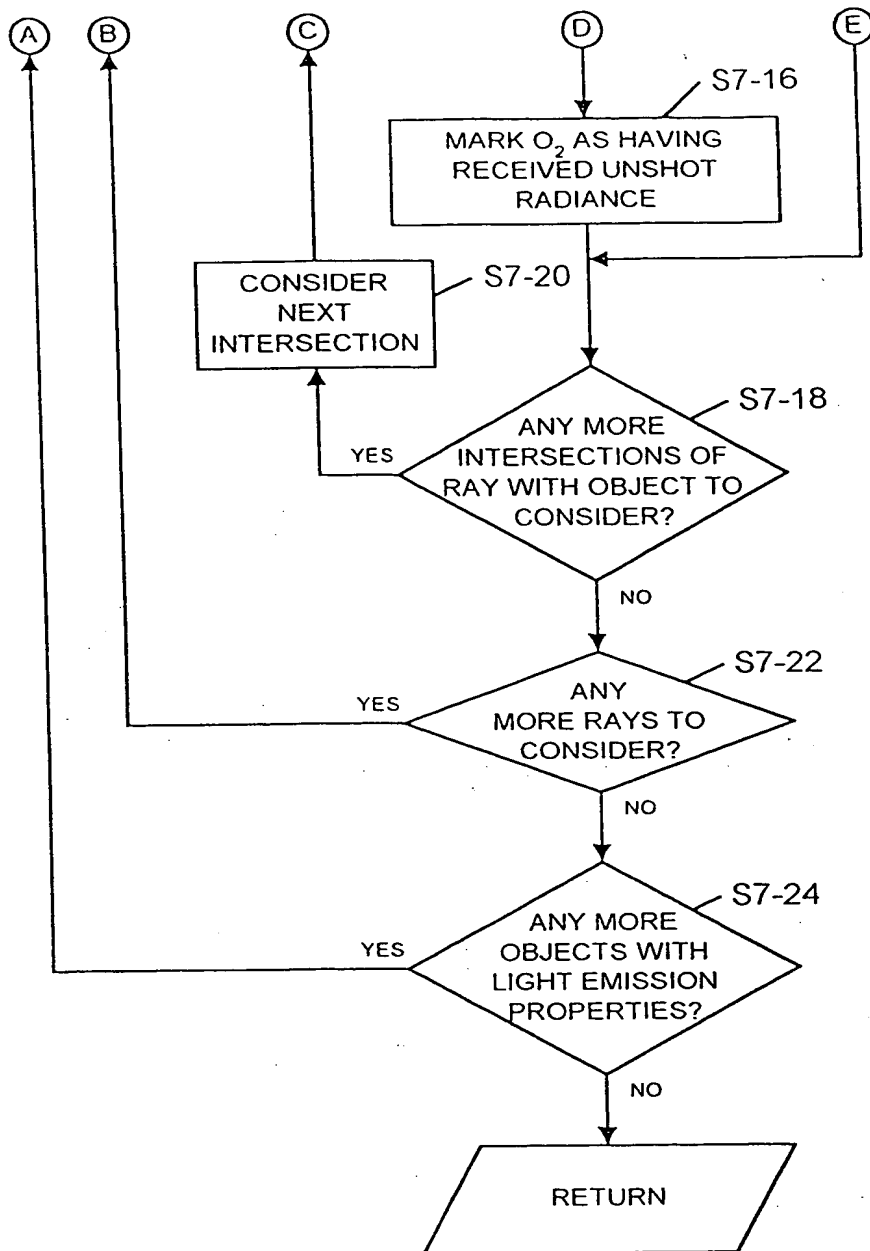 A B C D E
S7-16
MARK O₂ AS HAVING
RECEIVED UNSHOT
RADIANCE
CONSIDER
NEXT
INTERSECTION
S7-20
S7-18
ANY MORE
INTERSECTIONS OF
RAY WITH OBJECT TO
CONSIDER?
YES
NO
S7-22
ANY
MORE RAYS TO
CONSIDER?
YES
NO
S7-24
ANY MORE
OBJECTS WITH
LIGHT EMISSION
PROPERTIES?
YES
NO
RETURN